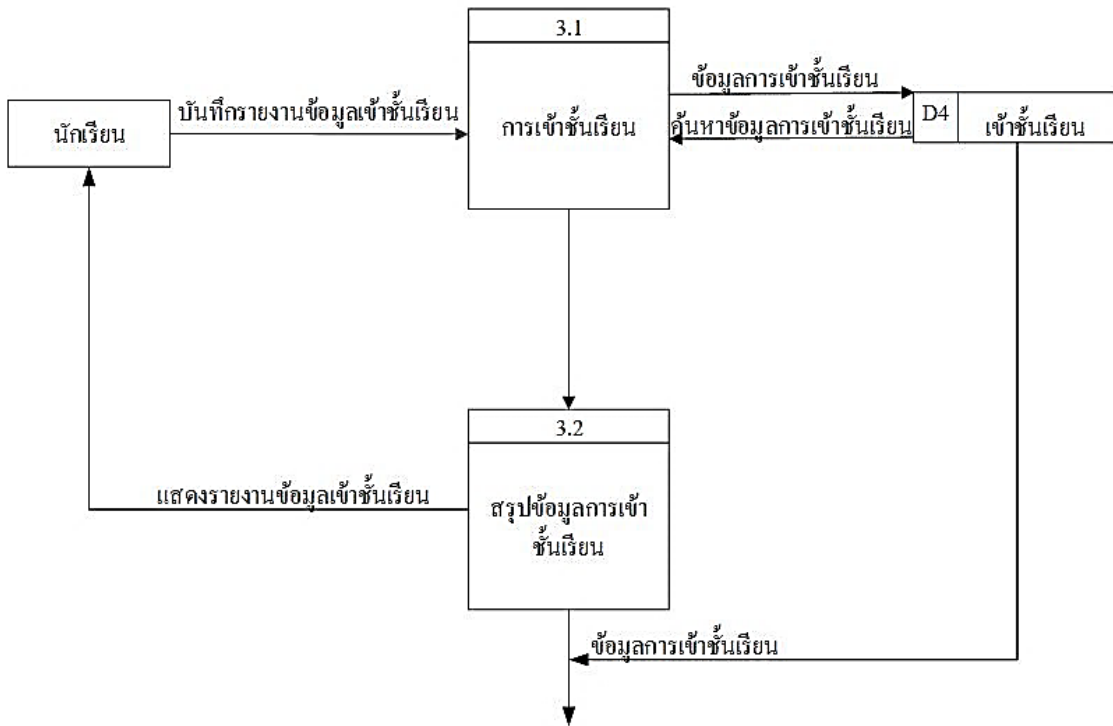 3.1
การเข้าชั้นเรียน
นักเรียน
บันทึกรายงานข้อมูลเข้าชั้นเรียน
ข้อมูลการเข้าชั้นเรียน
ค้นหาข้อมูลการเข้าชั้นเรียน
D4
เข้าชั้นเรียน
3.2
สรุปข้อมูลการเข้า
ชั้นเรียน
แสดงรายงานข้อมูลเข้าชั้นเรียน
ข้อมูลการเข้าชั้นเรียน